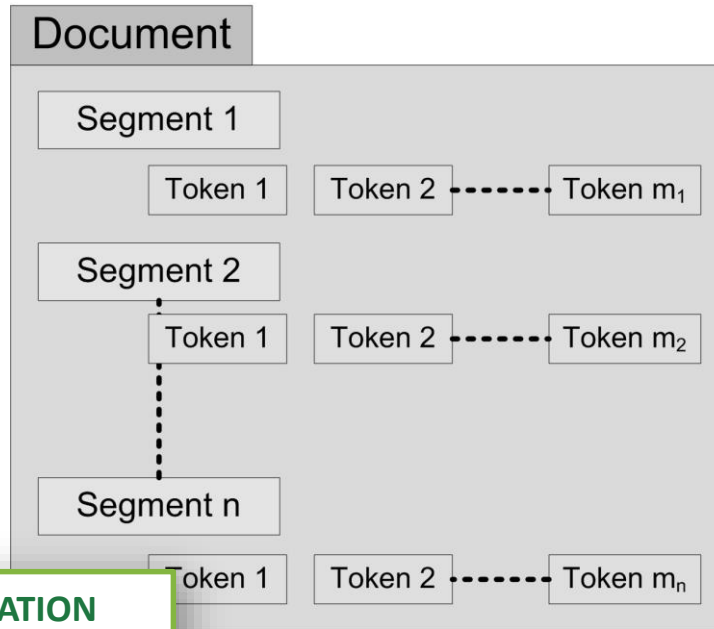 Document
Segment 1
Token 1 Token 2 Token m₁
Segment 2
Token 1 Token 2 Token m₂
Segment n
oken 1 Token 2 Token mₙ
ATION